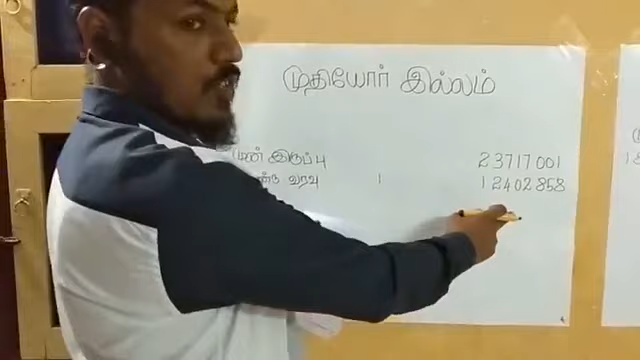 முதியோர் இல்லம்
முன் இருப்பு 23717001
வரவு 1 12402858